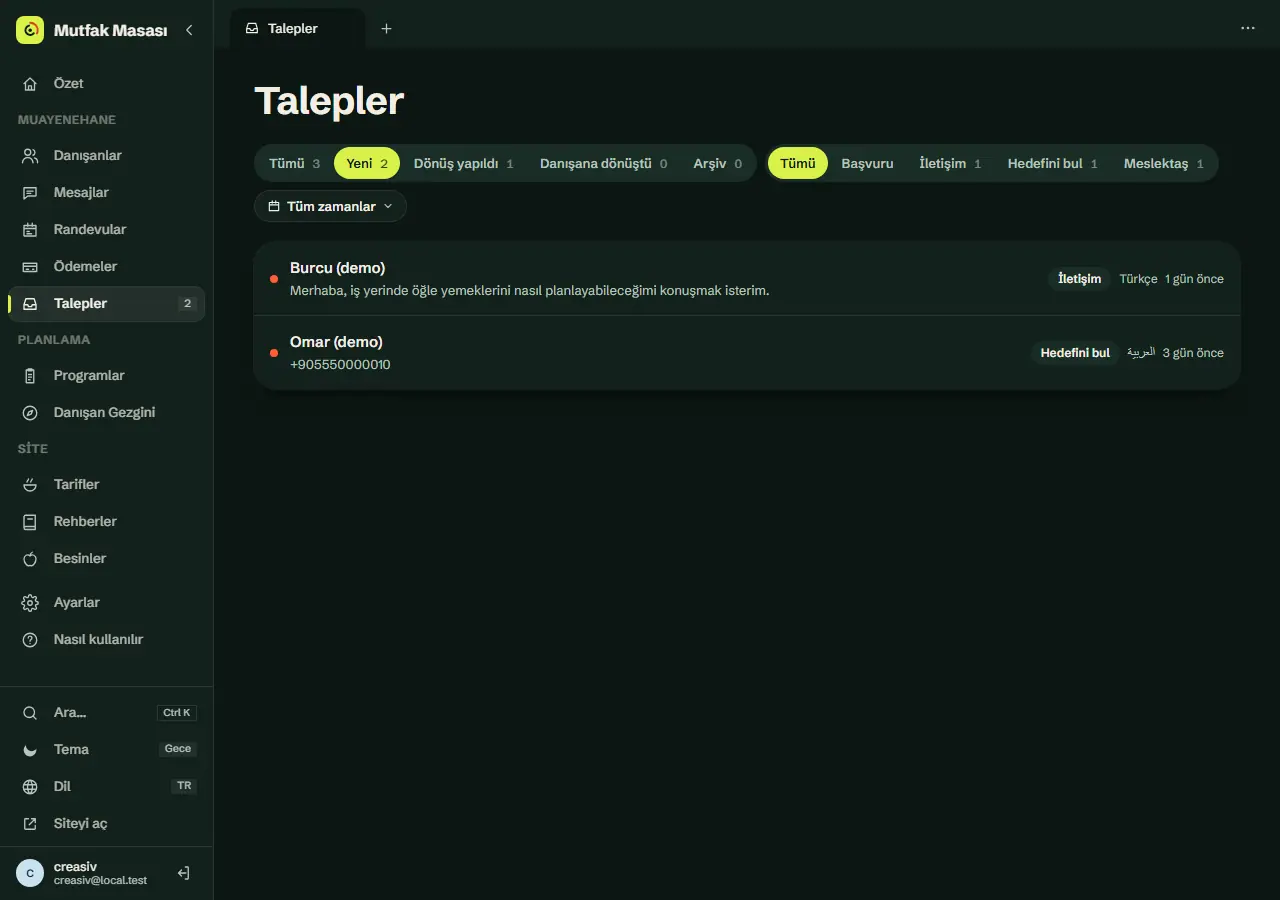 Mutfak Masası
Özet
MUAYENEHANE
Danışanlar
Mesajlar
Randevular
Ödemeler
Talepler 2
PLANLAMA
Programlar
Danışan Gezgini
SİTE
Tarifler
Rehberler
Besinler
Ayarlar
Nasıl kullanılır
Ara... Ctrl K
Tema Gece
Dil TR
Siteyi aç
C
creasiv
creasiv@local.test
Talepler
Talepler
Tümü 3 Yeni 2 Dönüş yapıldı 1 Danışana dönüştü 0 Arşiv 0 Tümü Başvuru İletişim 1 Hedefini bul 1 Meslektaş 1
Tüm zamanlar
Burcu (demo)
Merhaba, iş yerinde öğle yemeklerini nasıl planlayabileceğimi konuşmak isterim.
İletişim Türkçe 1 gün önce
Omar (demo)
+905550000010
Hedefini bul العربية 3 gün önce